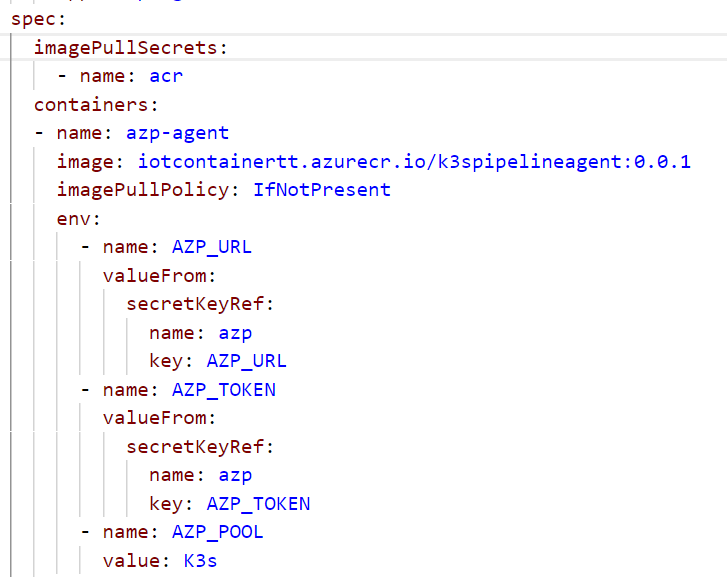 spec:
  imagePullSecrets:
    - name: acr
  containers:
  - name: azp-agent
    image: iotcontainertt.azurecr.io/k3spipelineagent:0.0.1
    imagePullPolicy: IfNotPresent
    env:
      - name: AZP_URL
        valueFrom:
          secretKeyRef:
            name: azp
            key: AZP_URL
      - name: AZP_TOKEN
        valueFrom:
          secretKeyRef:
            name: azp
            key: AZP_TOKEN
      - name: AZP_POOL
        value: K3s